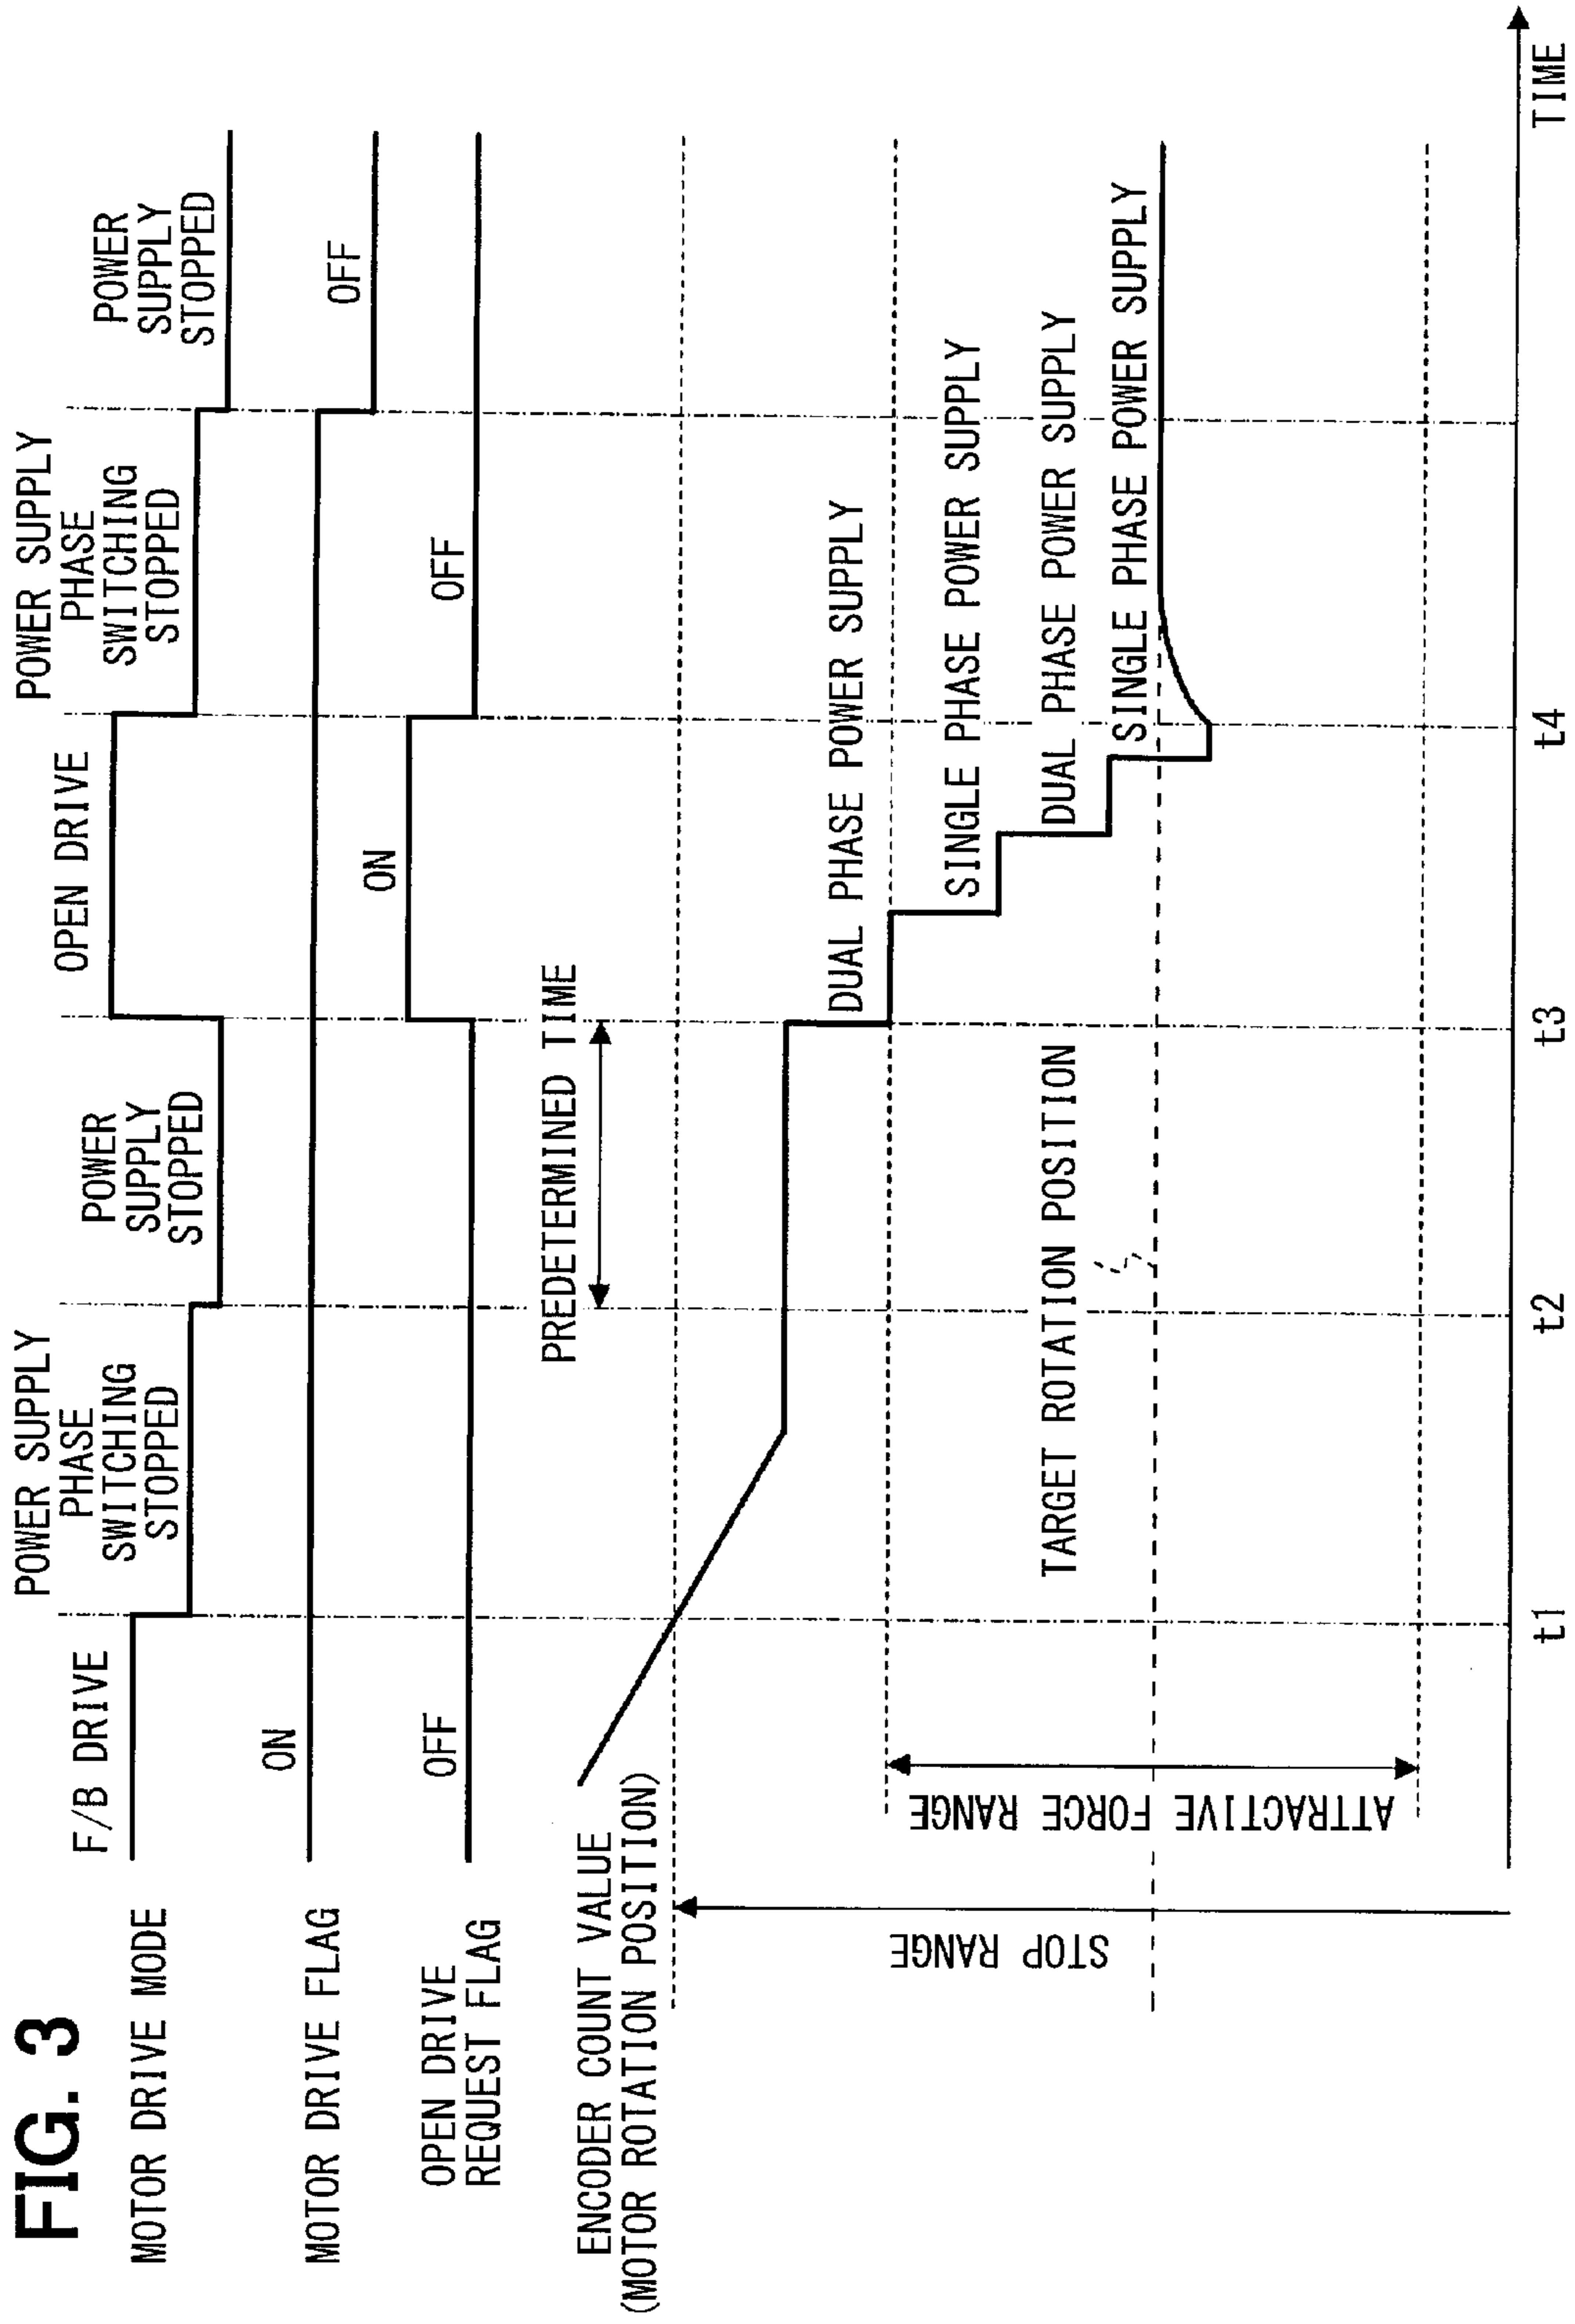 FIG. 3
POWER SUPPLY
PHASE
SWITCHING
STOPPED
POWER
SUPPLY
STOPPED
OPEN DRIVE
POWER SUPPLY
PHASE
SWITCHING
STOPPED
POWER
SUPPLY
STOPPED
F/B DRIVE
MOTOR DRIVE MODE
ON
OFF
MOTOR DRIVE FLAG
OFF
ON
OFF
OPEN DRIVE
REQUEST FLAG
PREDETERMINED TIME
ENCODER COUNT VALUE
(MOTOR ROTATION POSITION)
DUAL PHASE POWER SUPPLY
SINGLE PHASE POWER SUPPLY
DUAL PHASE POWER SUPPLY
SINGLE PHASE POWER SUPPLY
TARGET ROTATION POSITION
STOP RANGE
ATTRACTIVE FORCE RANGE
t1
t2
t3
t4
TIME